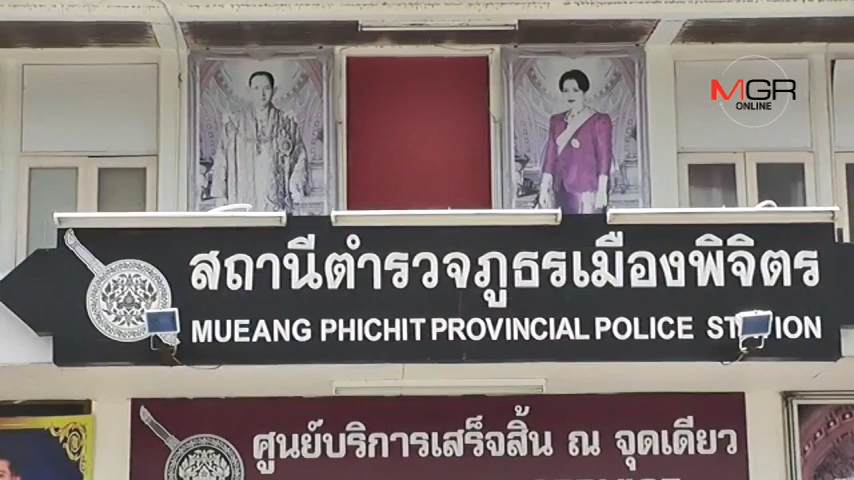 MGR
ONLINE
สถานีตำรวจภูธรเมืองพิจิตร
MUEANG PHICHIT PROVINCIAL POLICE STATION
ศูนย์บริการเสร็จสิ้น ณ จุดเดียว